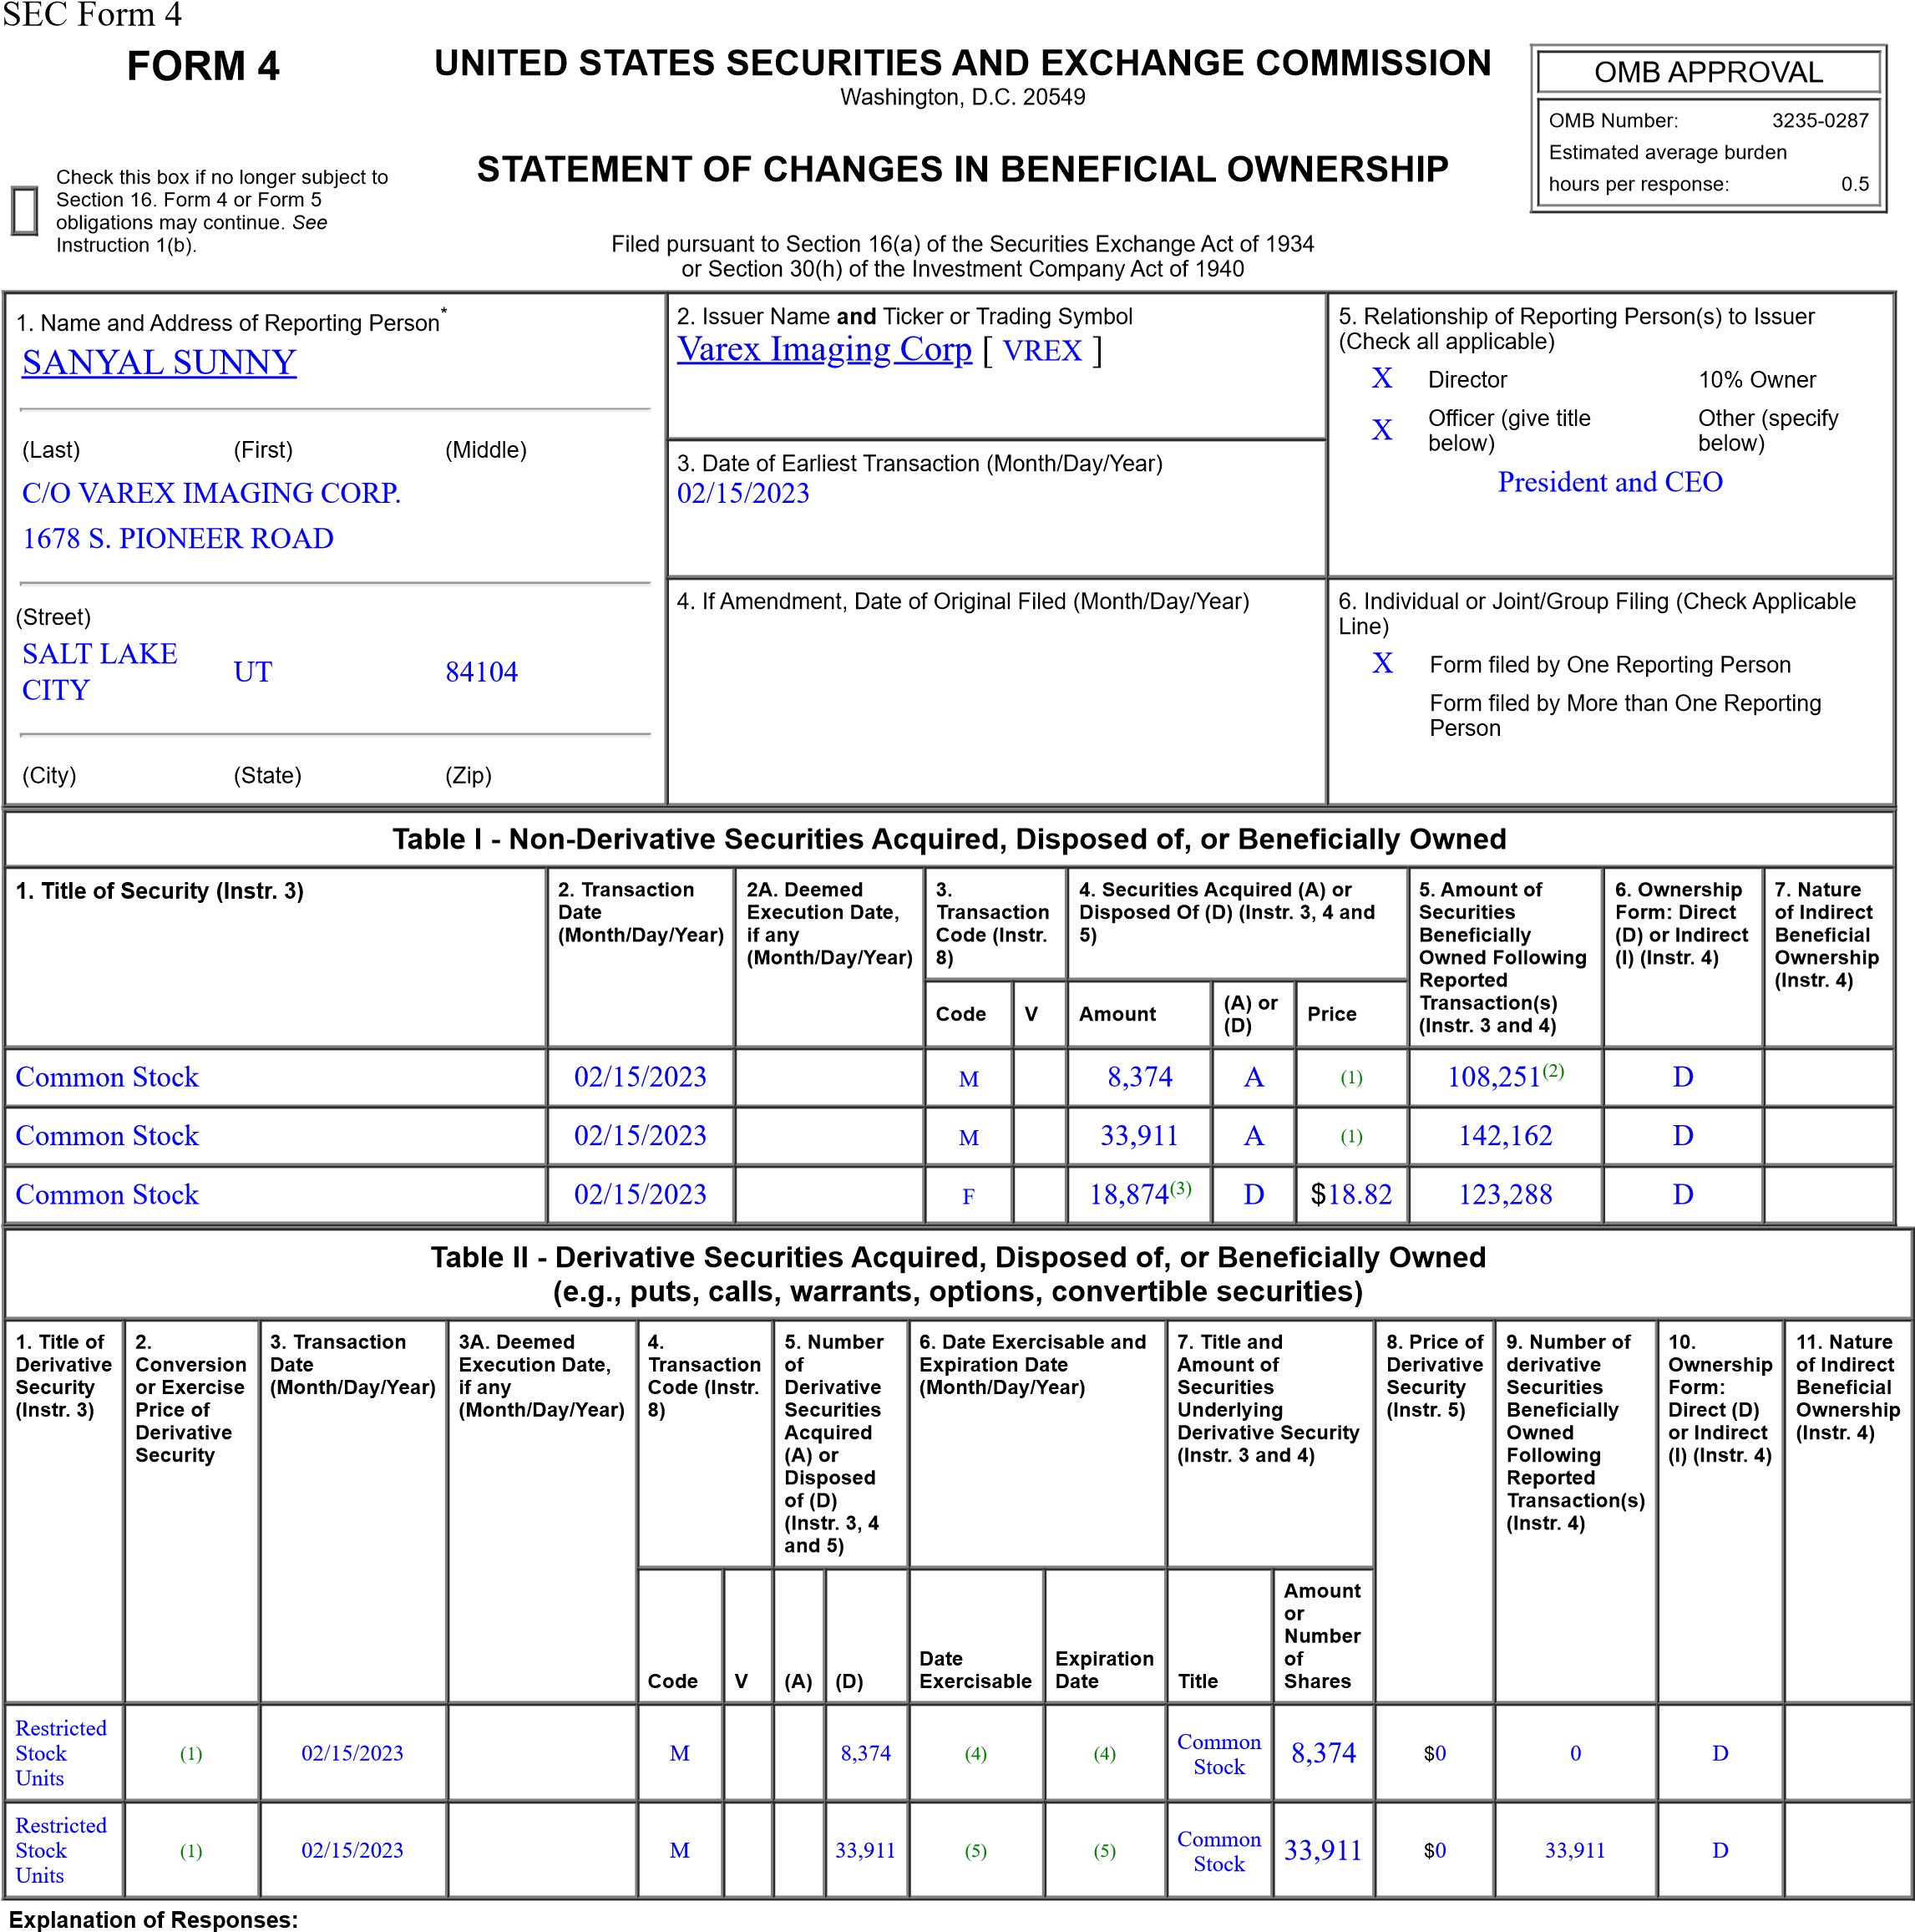 SEC Form 4
FORM 4
UNITED STATES SECURITIES AND EXCHANGE COMMISSION
Washington, D.C. 20549
STATEMENT OF CHANGES IN BENEFICIAL OWNERSHIP
Filed pursuant to Section 16(a) of the Securities Exchange Act of 1934
or Section 30(h) of the Investment Company Act of 1940
OMB APPROVAL
OMB Number: 3235-0287
Estimated average burden
hours per response: 0.5
Check this box if no longer subject to
Section 16. Form 4 or Form 5
obligations may continue. See
Instruction 1(b).
1. Name and Address of Reporting Person*
SANYAL SUNNY
(Last) (First) (Middle)
C/O VAREX IMAGING CORP.
1678 S. PIONEER ROAD
(Street)
SALT LAKE
CITY UT 84104
(City) (State) (Zip)
2. Issuer Name and Ticker or Trading Symbol
Varex Imaging Corp [ VREX ]
3. Date of Earliest Transaction (Month/Day/Year)
02/15/2023
4. If Amendment, Date of Original Filed (Month/Day/Year)
5. Relationship of Reporting Person(s) to Issuer
(Check all applicable)
X Director 10% Owner
X Officer (give title
below) Other (specify
below)
President and CEO
6. Individual or Joint/Group Filing (Check Applicable
Line)
X Form filed by One Reporting Person
Form filed by More than One Reporting
Person
Table I - Non-Derivative Securities Acquired, Disposed of, or Beneficially Owned
1. Title of Security (Instr. 3)
2. Transaction
Date
(Month/Day/Year)
2A. Deemed
Execution Date,
if any
(Month/Day/Year)
3.
Transaction
Code (Instr.
8)
4. Securities Acquired (A) or
Disposed Of (D) (Instr. 3, 4 and
5)
5. Amount of
Securities
Beneficially
Owned Following
Reported
Transaction(s)
(Instr. 3 and 4)
6. Ownership
Form: Direct
(D) or Indirect
(I) (Instr. 4)
7. Nature
of Indirect
Beneficial
Ownership
(Instr. 4)
Code V Amount (A) or
(D) Price
Common Stock 02/15/2023 M 8,374 A (1) 108,251(2) D
Common Stock 02/15/2023 M 33,911 A (1) 142,162 D
Common Stock 02/15/2023 F 18,874(3) D $18.82 123,288 D
Table II - Derivative Securities Acquired, Disposed of, or Beneficially Owned
(e.g., puts, calls, warrants, options, convertible securities)
1. Title of
Derivative
Security
(Instr. 3)
2.
Conversion
or Exercise
Price of
Derivative
Security
3. Transaction
Date
(Month/Day/Year)
3A. Deemed
Execution Date,
if any
(Month/Day/Year)
4.
Transaction
Code (Instr.
8)
5. Number
of
Derivative
Securities
Acquired
(A) or
Disposed
of (D)
(Instr. 3, 4
and 5)
6. Date Exercisable and
Expiration Date
(Month/Day/Year)
7. Title and
Amount of
Securities
Underlying
Derivative Security
(Instr. 3 and 4)
8. Price of
Derivative
Security
(Instr. 5)
9. Number of
derivative
Securities
Beneficially
Owned
Following
Reported
Transaction(s)
(Instr. 4)
10.
Ownership
Form:
Direct (D)
or Indirect
(I) (Instr. 4)
11. Nature
of Indirect
Beneficial
Ownership
(Instr. 4)
Code V (A) (D)
Date
Exercisable
Expiration
Date
Title
Amount
or
Number
of
Shares
Restricted
Stock
Units (1) 02/15/2023 M 8,374 (4) (4) Common
Stock 8,374 $0 0 D
Restricted
Stock
Units (1) 02/15/2023 M 33,911 (5) (5) Common
Stock 33,911 $0 33,911 D
Explanation of Responses: